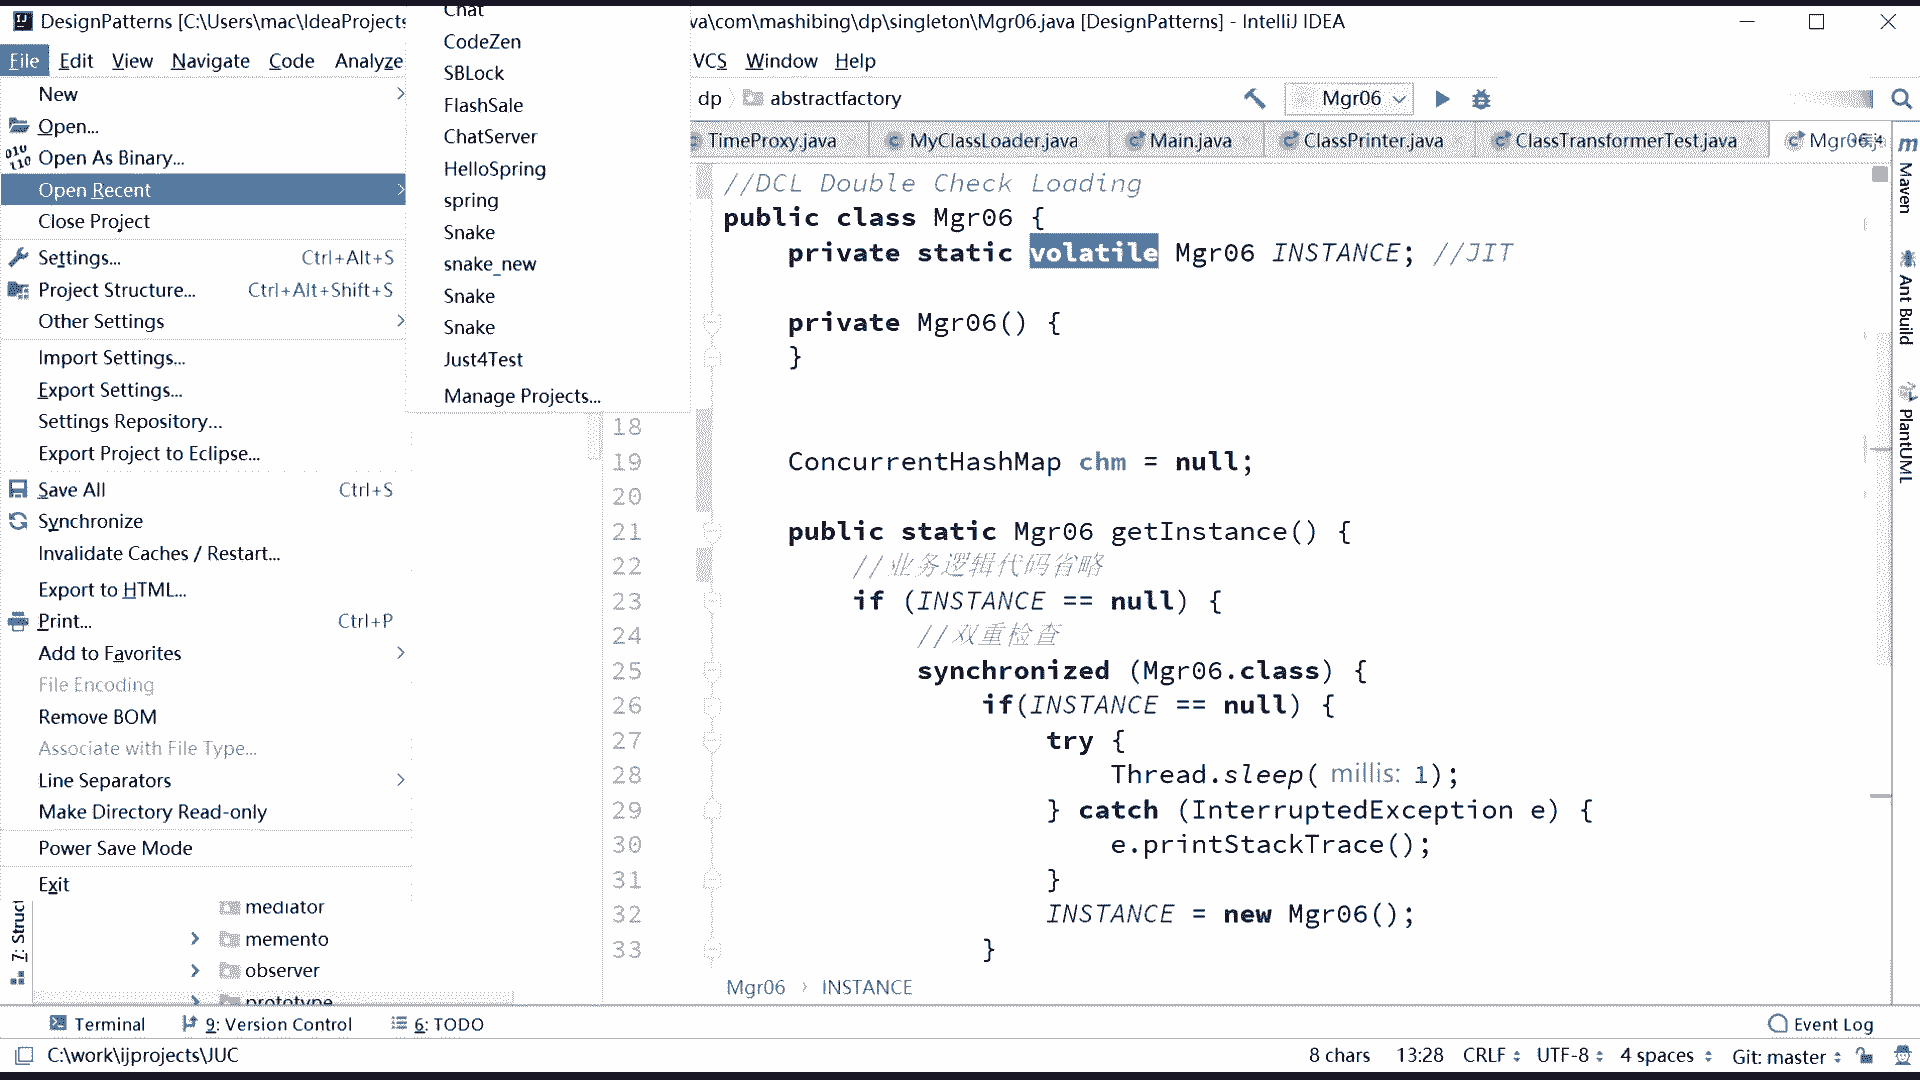 DesignPatterns [C:\Users\mac\IdeaProjects
va\com\mashibing\dp\singleton\Mgr06.java [DesignPatterns] - IntelliJ IDEA
File Edit View Navigate Code Analyze
VCS Window Help
dp
abstractfactory
Mgr06
TimeProxy.java
MyClassLoader.java
Main.java
ClassPrinter.java
ClassTransformerTest.java
New
Open...
Open As Binary...
Open Recent
Close Project
Settings... Ctrl+Alt+S
Project Structure... Ctrl+Alt+Shift+S
Other Settings
Import Settings...
Export Settings...
Settings Repository...
Export Project to Eclipse...
Save All Ctrl+S
Synchronize
Invalidate Caches / Restart...
Export to HTML...
Print... Ctrl+P
Add to Favorites
File Encoding
Remove BOM
Associate with File Type...
Line Separators
Make Directory Read-only
Power Save Mode
Exit
Chat
CodeZen
SBLock
FlashSale
ChatServer
HelloSpring
spring
Snake
snake_new
Snake
Snake
Just4Test
Manage Projects...
//DCL Double Check Loading
public class Mgr06 {
private static volatile Mgr06 INSTANCE; //JIT
private Mgr06() {
}
18
19 ConcurrentHashMap chm = null;
20
21 public static Mgr06 getInstance() {
22 //业务逻辑代码省略
23 if (INSTANCE == null) {
24 //双重检查
25 synchronized (Mgr06.class) {
26 if(INSTANCE == null) {
27 try {
28 Thread.sleep( millis: 1);
29 } catch (InterruptedException e) {
30 e.printStackTrace();
31 }
32 INSTANCE = new Mgr06();
33 }
Mgr06 INSTANCE
mediator
memento
observer
prototype
7: Struct
m Maven
Ant Build
PlantUML
Terminal 9: Version Control 6: TODO
Event Log
C:\work\ijprojects\JUC
8 chars 13:28 CRLF UTF-8 4 spaces Git: master